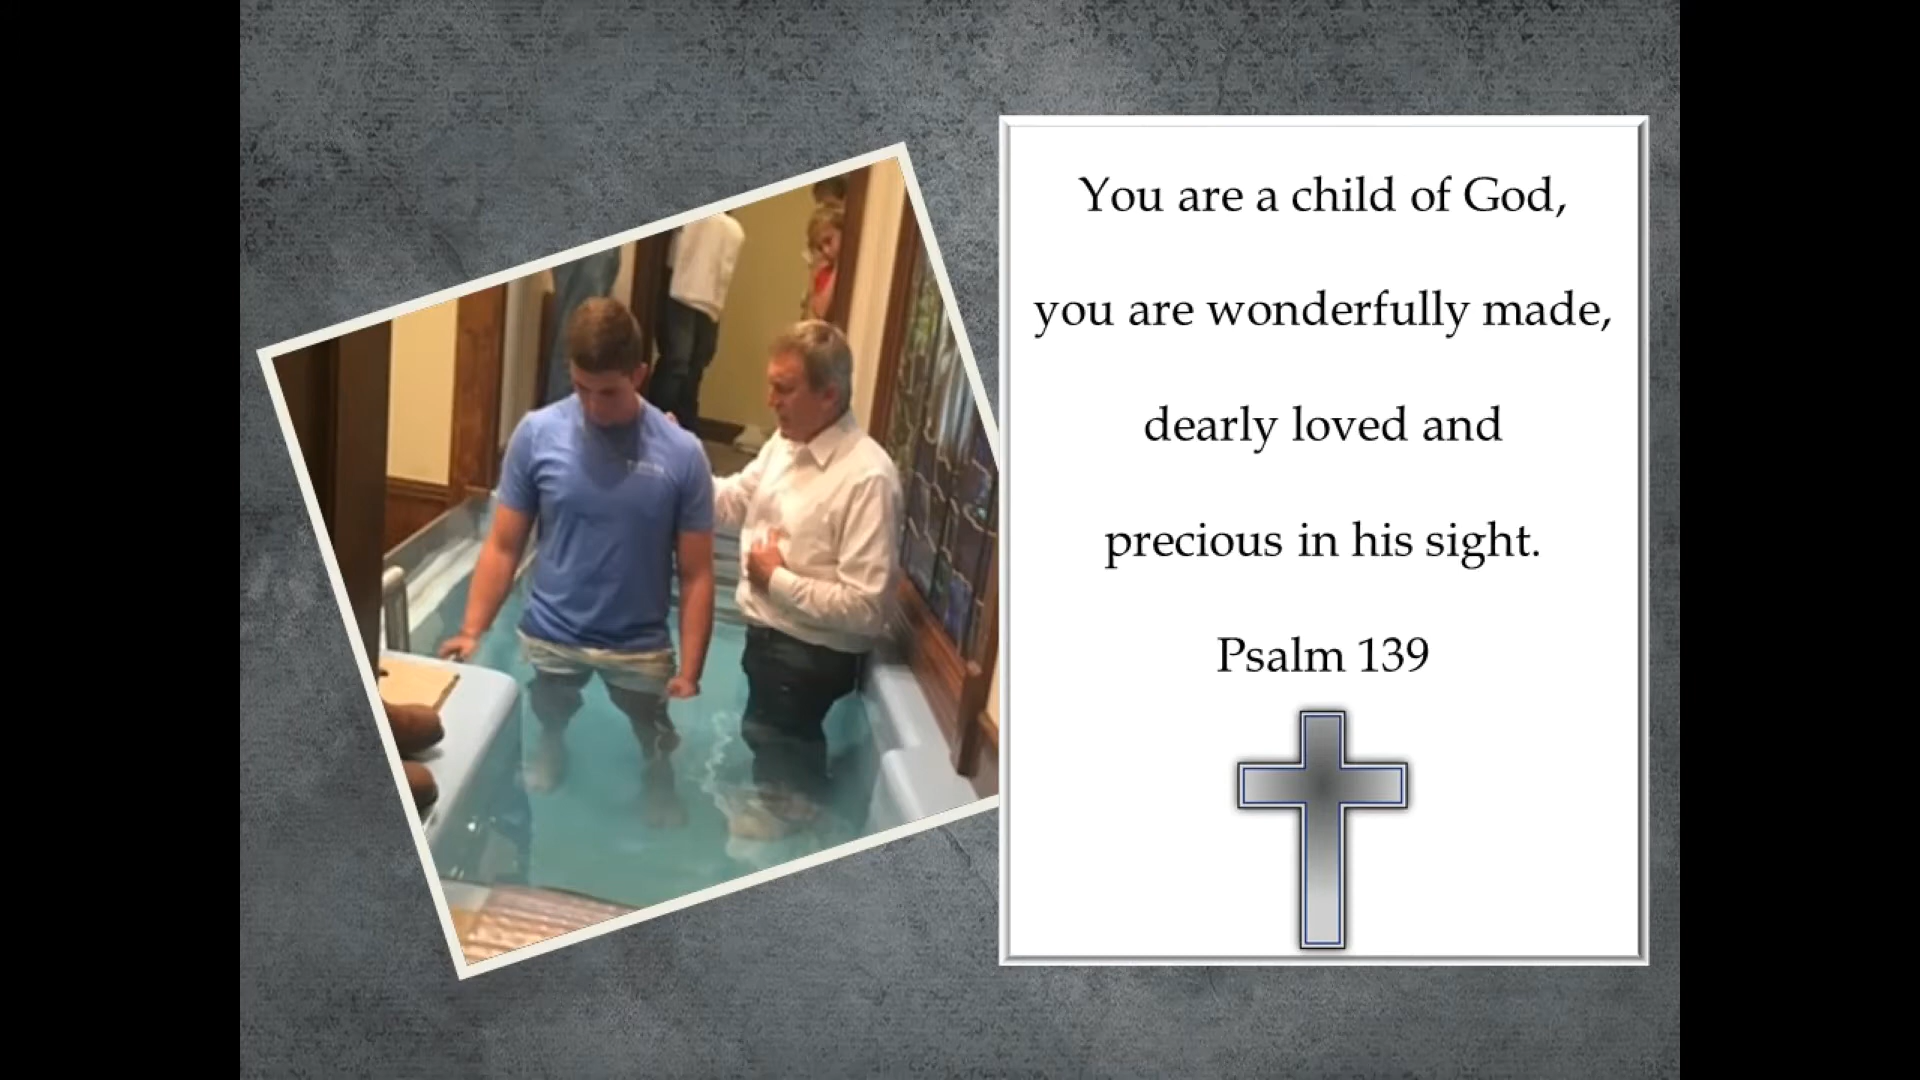 You are a child of God,
you are wonderfully made,
dearly loved and
precious in his sight.
Psalm 139